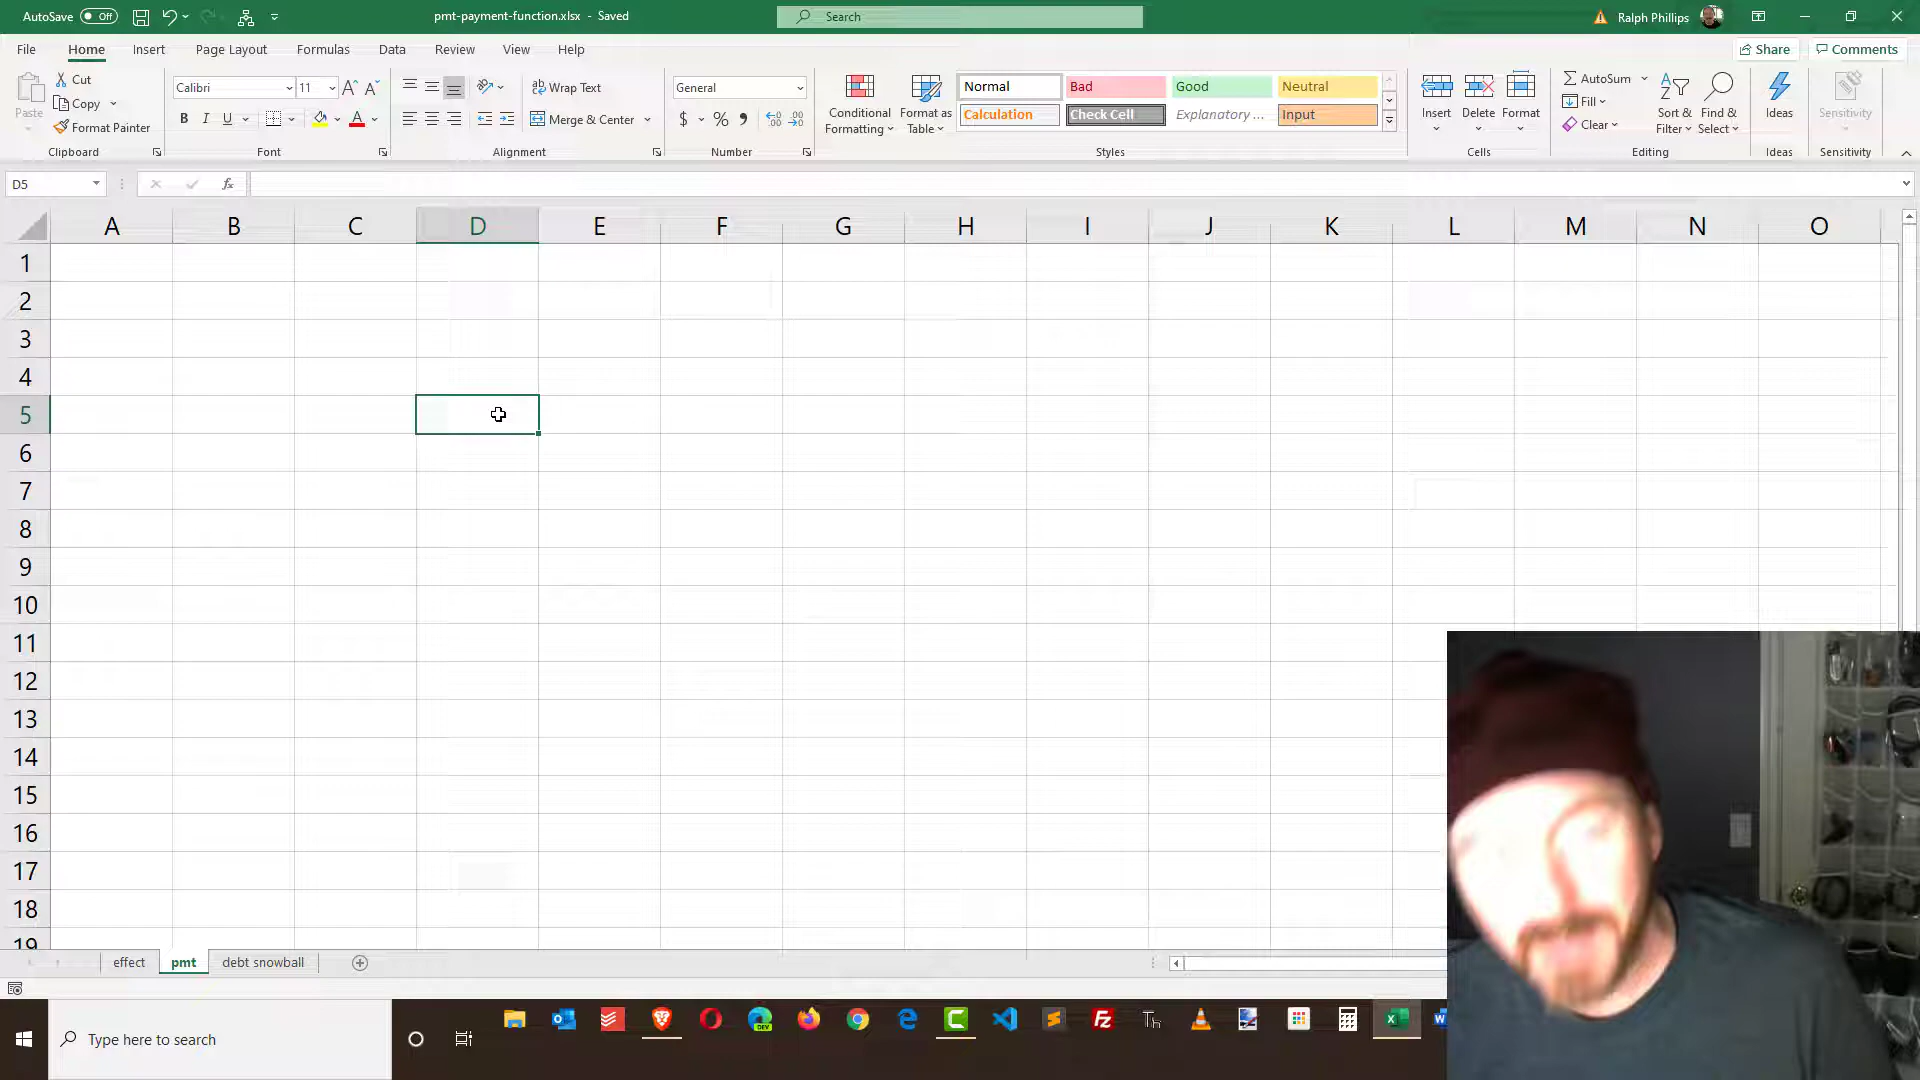 AutoSave Off pmt-payment-function.xlsx - Saved Search Ralph Phillips
File Home Insert Page Layout Formulas Data Review View Help Share Comments
Paste Cut Copy Format Painter Clipboard
Calibri 11 B I U A Font
Wrap Text Merge & Center Alignment
General $ % Number
Conditional Formatting Format as Table Normal Bad Good Neutral
Calculation Check Cell Explanatory ... Input Styles
Insert Delete Format Cells
AutoSum Fill Clear Sort & Filter Find & Select Editing
Ideas Ideas
Sensitivity Sensitivity
D5 fx
A B C D E F G H I J K L M N O
1
2
3
4
5
6
7
8
9
10
11
12
13
14
15
16
17
18
19
effect pmt debt snowball
Type here to search DEV Th